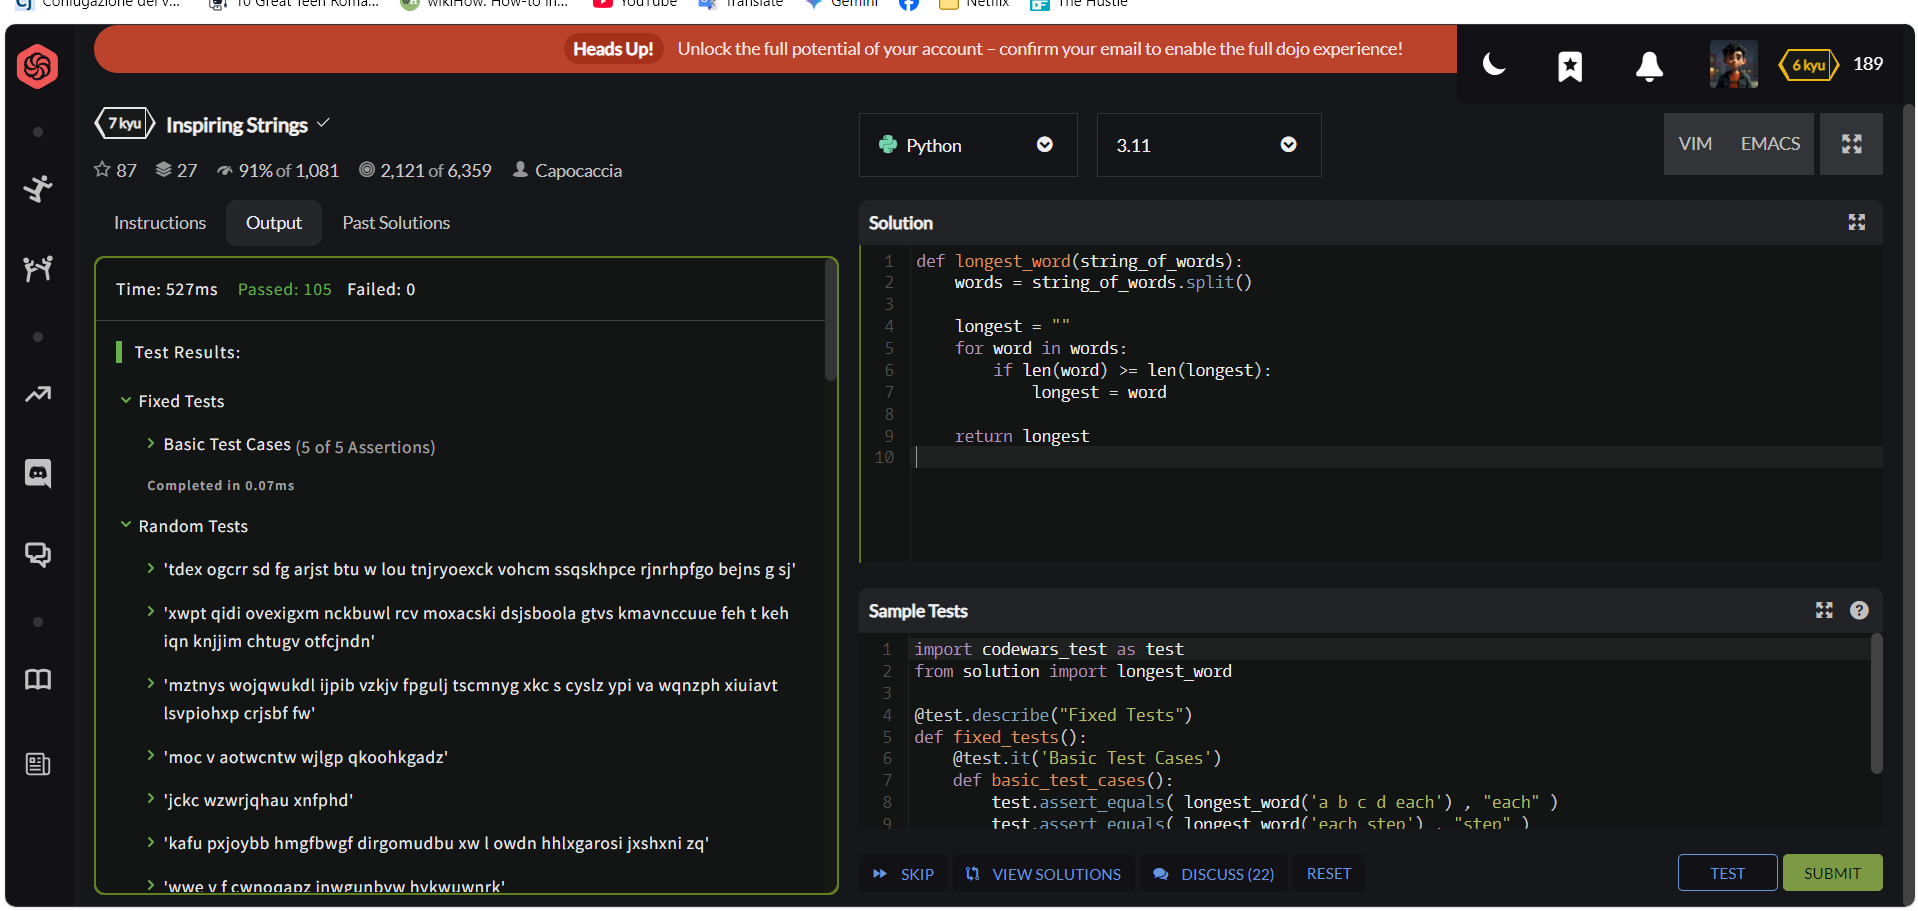 Conjugazione del v...
10 Great Teen Roma...
wikiHow: How-to in...
YouTube
Translate
Gemini
Netflix
The Hustle
Heads Up! Unlock the full potential of your account – confirm your email to enable the full dojo experience!
6 kyu 189
7 kyu Inspiring Strings
87 27 91% of 1,081 2,121 of 6,359 Capocaccia
Python
3.11
VIM EMACS
Instructions Output Past Solutions
Time: 527ms Passed: 105 Failed: 0
Test Results:
Fixed Tests
Basic Test Cases (5 of 5 Assertions)
Completed in 0.07ms
Random Tests
'tdex ogcrr sd fg arjst btu w lou tnjryoexck vohcm ssqskhpce rjnrhpfgo bejns g sj'
'xwpt qidi ovexigxm nckbuwl rcv moxacski dsjsboola gtvs kmavnccuue feh t keh
iqn knjjim chtugv otfcjndn'
'mztnys wojqwukdl ijpib vzkjv fpgulj tscmnyg xkc s cyslz ypi va wqnzph xiuiavt
lsvpiohxp crjsbf fw'
'moc v aotwcntw wjlgp qkoohkgadz'
'jckc wzwrjqhau xnfphd'
'kafu pxjoybb hmgfbwgf dirgomudbu xw l owdn hhlxgarosi jxshxni zq'
'wwe v f cwnoqapz inwgunbvw hvkwuwnrk'
Solution
1 def longest_word(string_of_words):
2     words = string_of_words.split()
3
4     longest = ""
5     for word in words:
6         if len(word) >= len(longest):
7             longest = word
8
9     return longest
10
Sample Tests
?
1 import codewars_test as test
2 from solution import longest_word
3
4 @test.describe("Fixed Tests")
5 def fixed_tests():
6     @test.it('Basic Test Cases')
7     def basic_test_cases():
8         test.assert_equals( longest_word('a b c d each') , "each" )
9         test.assert_equals( longest_word('each step') , "step" )
SKIP VIEW SOLUTIONS DISCUSS (22) RESET
TEST SUBMIT